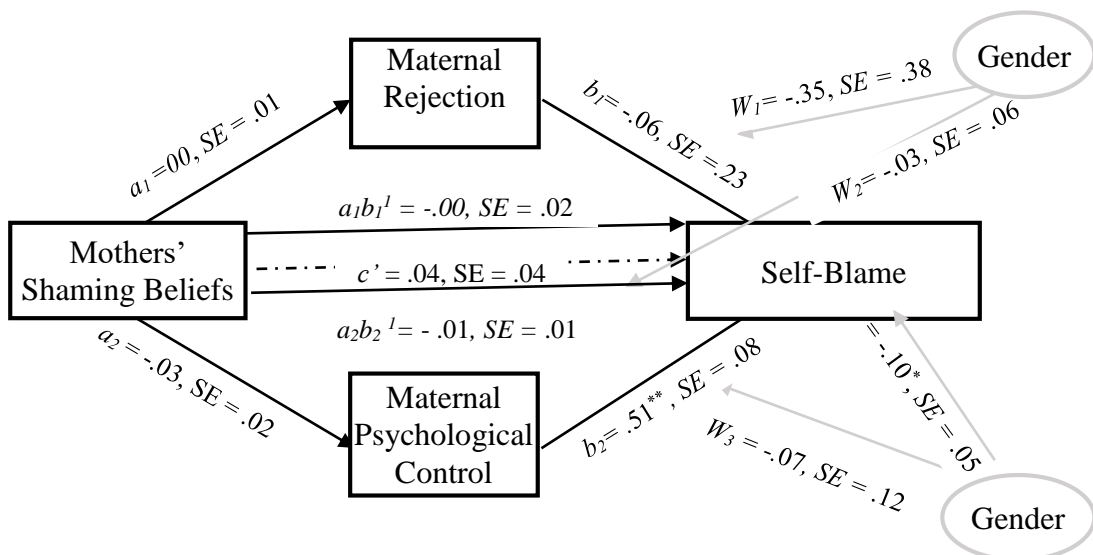 Maternal
Rejection
Gender
a₁ =00, SE = .01
b₁= -.06, SE =.23
W₁= -.35, SE = .38
W₂= -.03, SE = .06
a₁b₁¹ = -.00, SE = .02
Mothers’
Shaming Beliefs
c’ = .04, SE = .04
Self-Blame
a₂b₂ ¹= - .01, SE = .01
a₂ = -.03, SE = .02
Maternal
Psychological
Control
b₂= .51** , SE = .08
W₃= -.07, SE = .12
= -.10*, SE = .05
Gender